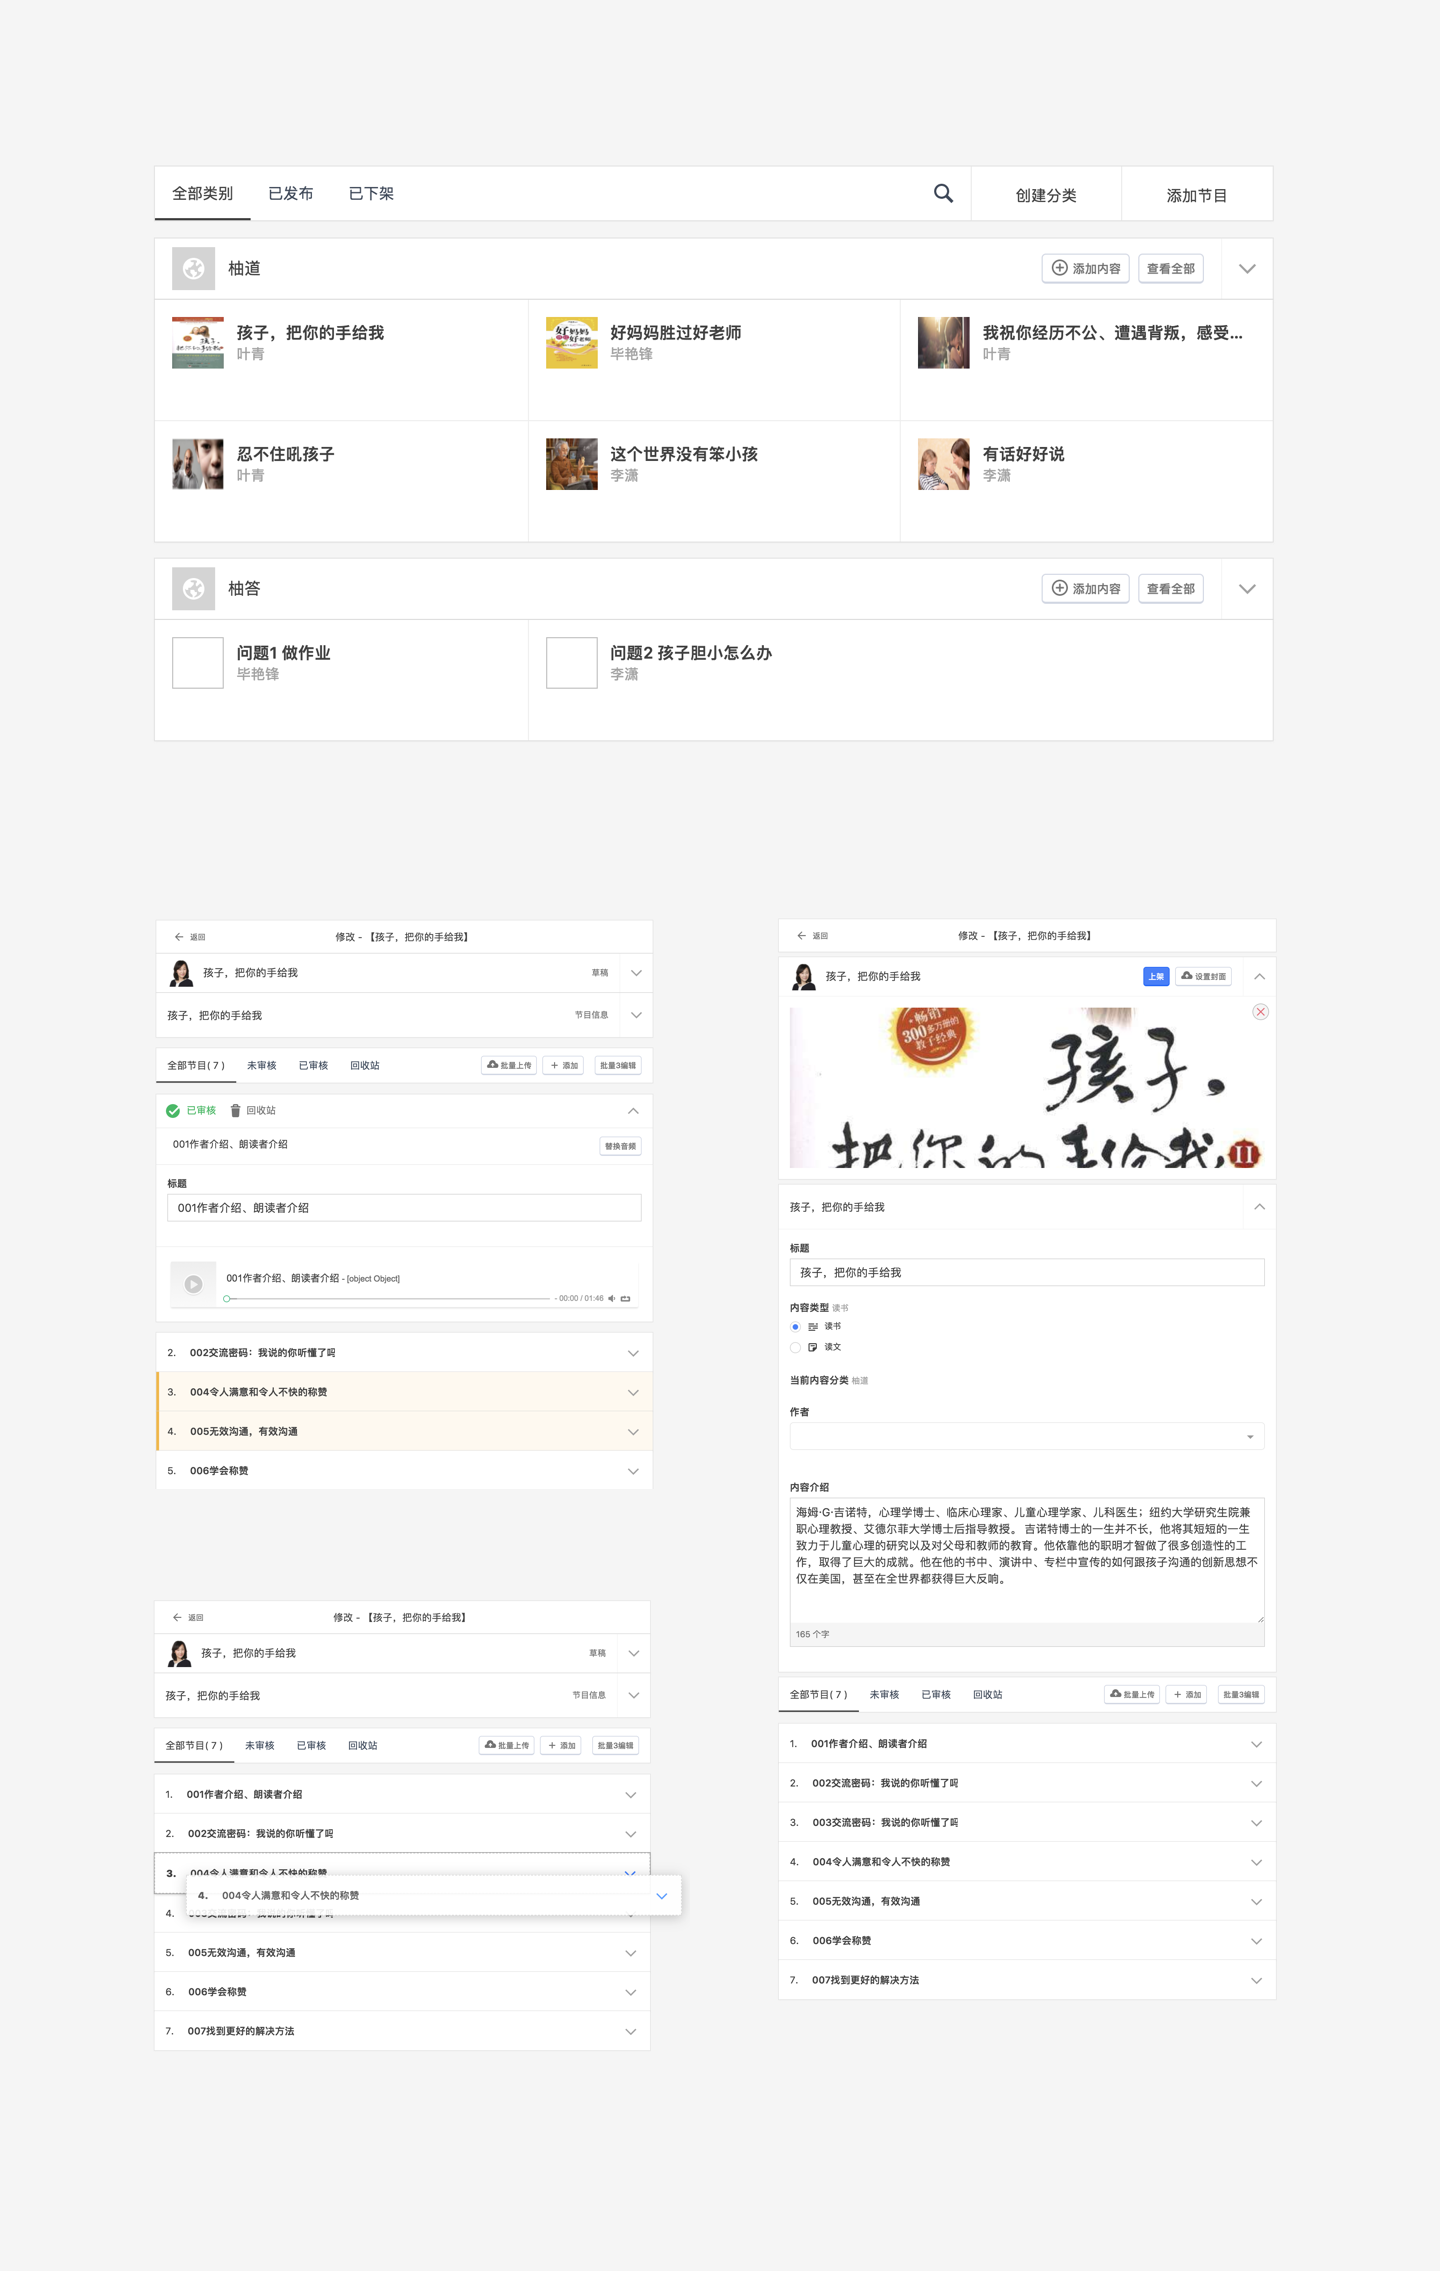 全部类别 已发布 已下架 创建分类 添加节目
柚道 添加内容 查看全部
孩子，把你的手给我 好妈妈胜过好老师 我祝你经历不公、遭遇背叛，感受...
叶青 毕艳锋 叶青
忍不住吼孩子 这个世界没有笨小孩 有话好好说
叶青 李潇 李潇
柚答 添加内容 查看全部
问题1 做作业 问题2 孩子胆小怎么办
毕艳锋 李潇
返回 修改 - 【孩子，把你的手给我】
孩子，把你的手给我 草稿
孩子，把你的手给我 节目信息
全部节目( 7 ) 未审核 已审核 回收站 批量上传 添加 批量3编辑
已审核 回收站
001作者介绍、朗读者介绍 替换音频
标题
001作者介绍、朗读者介绍
001作者介绍、朗读者介绍 - [object Object]
- 00:00 / 01:46
2. 002交流密码：我说的你听懂了吗
3. 004令人满意和令人不快的称赞
4. 005无效沟通，有效沟通
5. 006学会称赞
返回 修改 - 【孩子，把你的手给我】
孩子，把你的手给我 上架 设置封面
畅销
300多万册的
教子经典
孩子，
把你的手给我
孩子，把你的手给我
标题
孩子，把你的手给我
内容类型 读书
读书
读文
当前内容分类 柚道
作者
内容介绍
海姆·G·吉诺特，心理学博士、临床心理家、儿童心理学家、儿科医生；纽约大学研究生院兼
职心理教授、艾德尔菲大学博士后指导教授。 吉诺特博士的一生并不长，他将其短短的一生
致力于儿童心理的研究以及对父母和教师的教育。他依靠他的聪明才智做了很多创造性的工
作，取得了巨大的成就。他在他的书中、演讲中、专栏中宣传的如何跟孩子沟通的创新思想不
仅在美国，甚至在全世界都获得巨大反响。
165 个字
全部节目( 7 ) 未审核 已审核 回收站 批量上传 添加 批量3编辑
1. 001作者介绍、朗读者介绍
2. 002交流密码：我说的你听懂了吗
3. 003交流密码：我说的你听懂了吗
4. 004令人满意和令人不快的称赞
5. 005无效沟通，有效沟通
6. 006学会称赞
7. 007找到更好的解决方法
返回 修改 - 【孩子，把你的手给我】
孩子，把你的手给我 草稿
孩子，把你的手给我 节目信息
全部节目( 7 ) 未审核 已审核 回收站 批量上传 添加 批量3编辑
1. 001作者介绍、朗读者介绍
2. 002交流密码：我说的你听懂了吗
3. 004令人满意和令人不快的称赞
4. 004令人满意和令人不快的称赞
4. 003交流密码：我说的你听懂了吗
5. 005无效沟通，有效沟通
6. 006学会称赞
7. 007找到更好的解决方法